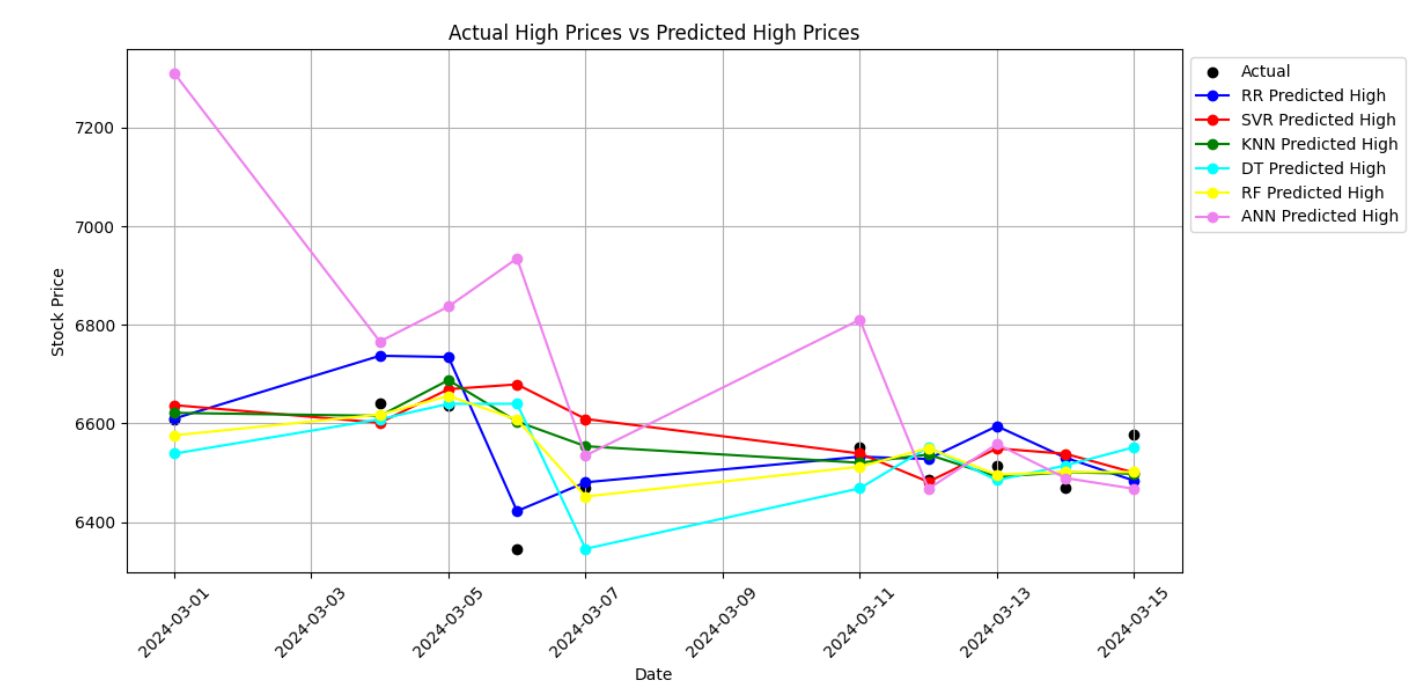 Actual High Prices vs Predicted High Prices
Actual
RR Predicted High
SVR Predicted High
KNN Predicted High
DT Predicted High
RF Predicted High
ANN Predicted High
Stock Price
7200
7000
6800
6600
6400
2024-03-01
2024-03-03
2024-03-05
2024-03-07
2024-03-09
2024-03-11
2024-03-13
2024-03-15
Date